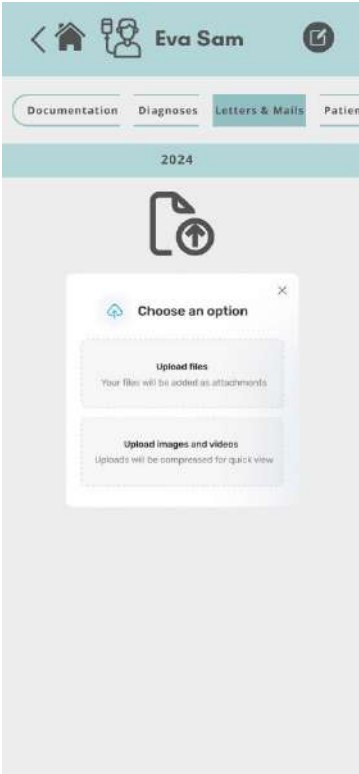 Eva Sam
Documentation Diagnoses Letters & Mails Patien
2024
Choose an option
Upload files
Your files will be added as attachments
Upload images and videos
Uploads will be compressed for quick view